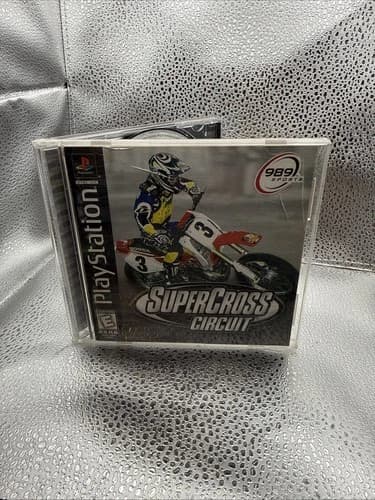 PlayStation
989
SPORTS
3
3
SUPERCROSS
CIRCUIT
E